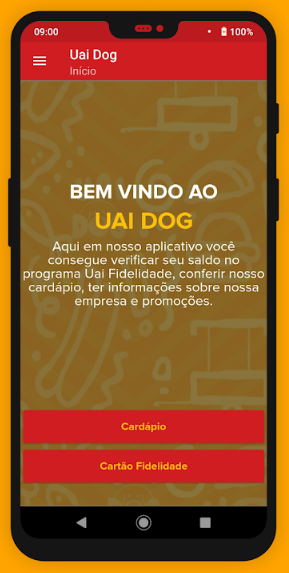 09:00
100%
Uai Dog
Início
BEM VINDO AO
UAI DOG
Aqui em nosso aplicativo você
consegue verificar seu saldo no
programa Uai Fidelidade, conferir nosso
cardápio, ter informações sobre nossa
empresa e promoções.
Cardápio
Cartão Fidelidade